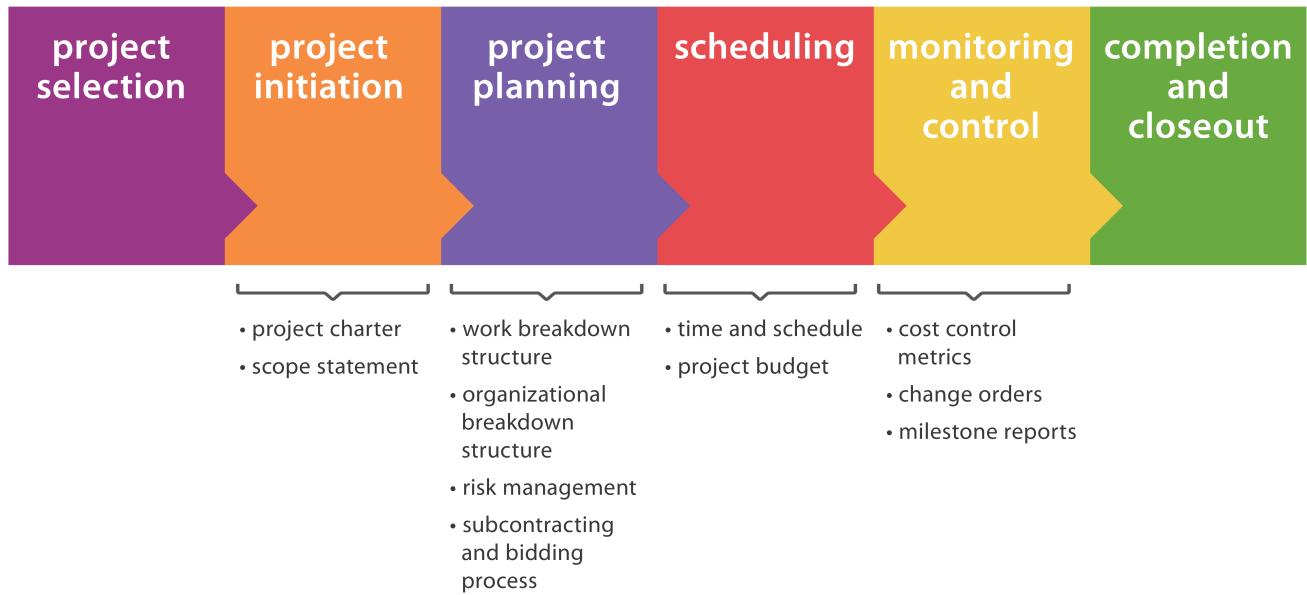 project
selection
project
initiation
project
planning
scheduling
monitoring
and
control
completion
and
closeout
• project charter
• scope statement
• work breakdown
structure
• organizational
breakdown
structure
• risk management
• subcontracting
and bidding
process
• time and schedule
• project budget
• cost control
metrics
• change orders
• milestone reports